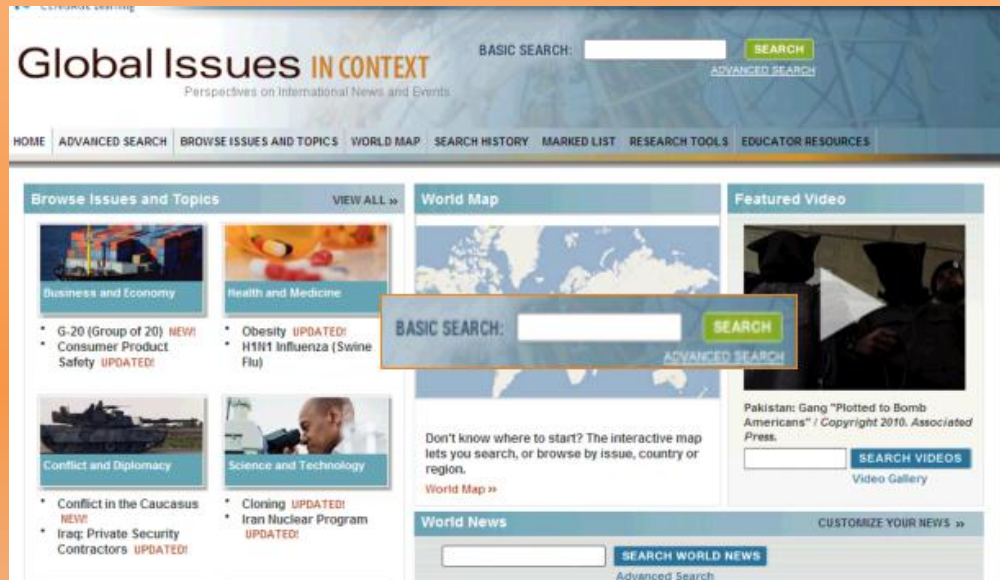 CENGAGE Learning
Global Issues IN CONTEXT
Perspectives on International News and Events
BASIC SEARCH:
SEARCH
ADVANCED SEARCH
HOME ADVANCED SEARCH BROWSE ISSUES AND TOPICS WORLD MAP SEARCH HISTORY MARKED LIST RESEARCH TOOLS EDUCATOR RESOURCES
Browse Issues and Topics VIEW ALL »
Business and Economy
• G-20 (Group of 20) NEW!
• Consumer Product
Safety UPDATED!
Health and Medicine
• Obesity UPDATED!
• H1N1 Influenza (Swine
Flu)
Conflict and Diplomacy
• Conflict in the Caucasus
NEW!
• Iraq: Private Security
Contractors UPDATED!
Science and Technology
• Cloning UPDATED!
• Iran Nuclear Program
UPDATED!
World Map
BASIC SEARCH: SEARCH
ADVANCED SEARCH
Don't know where to start? The interactive map
lets you search, or browse by issue, country or
region.
World Map »
Featured Video
Pakistan: Gang "Plotted to Bomb
Americans" / Copyright 2010. Associated
Press.
SEARCH VIDEOS
Video Gallery
World News CUSTOMIZE YOUR NEWS »
SEARCH WORLD NEWS
Advanced Search